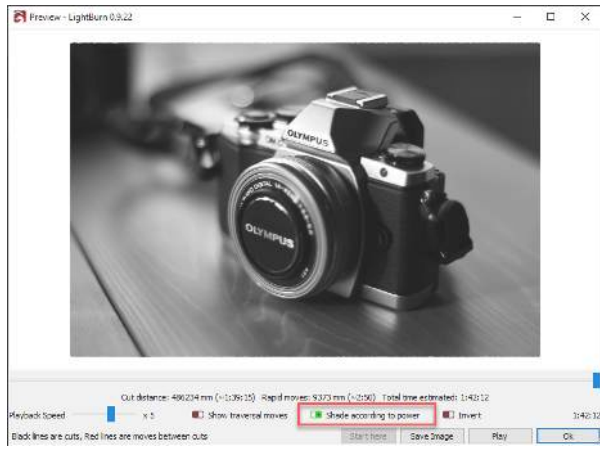 Preview - LightBurn 0.9.22
OLYMPUS
OLYMPUS
Cut distance: 486234 mm (~1:39:15) Rapid moves: 9373 mm (~2:50) Total time estimated: 1:42:12
Playback Speed x 5 Show traversal moves Shade according to power Invert 1:42:12
Black lines are cuts, Red lines are moves between cuts Start here Save Image Play Ok